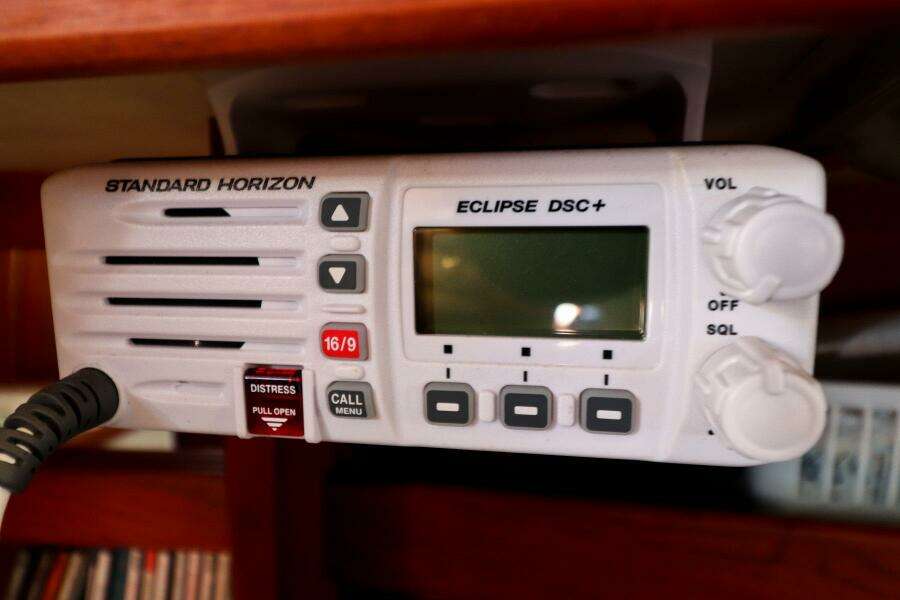 STANDARD HORIZON
ECLIPSE DSC+
VOL
OFF
SQL
16/9
DISTRESS
PULL OPEN
CALL
MENU